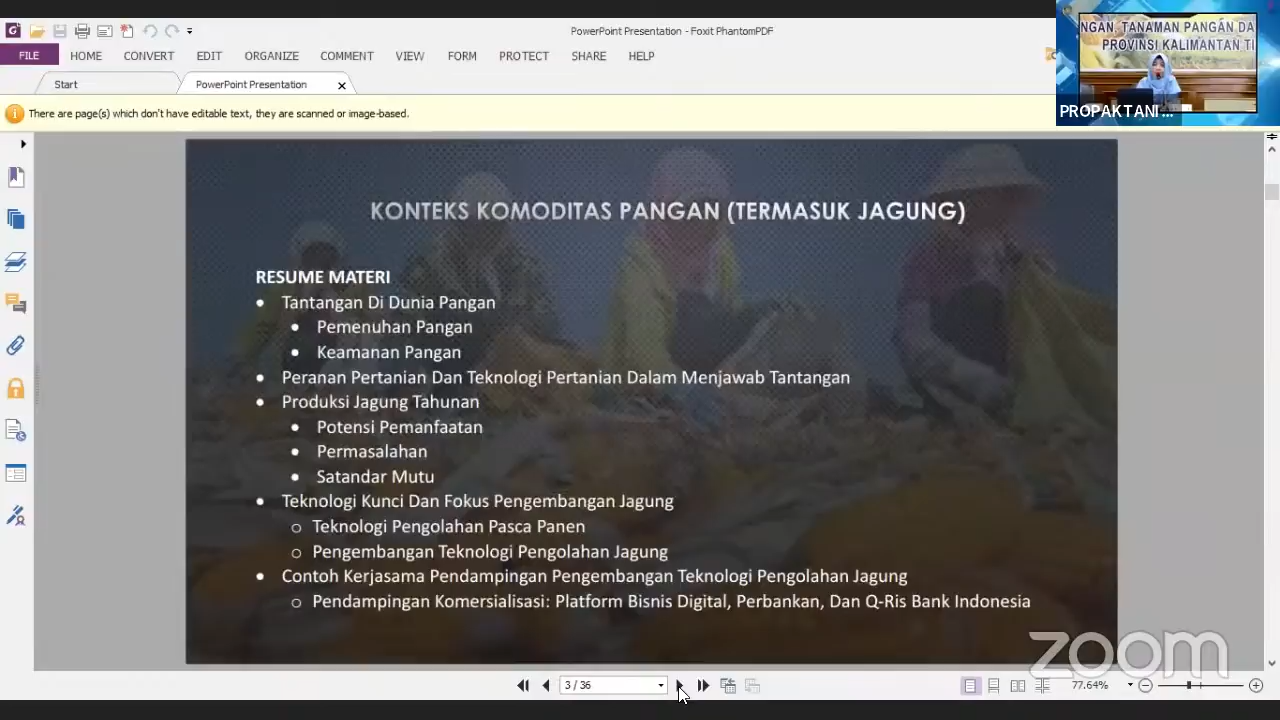 PowerPoint Presentation - Foxit PhantomPDF
FILE HOME CONVERT EDIT ORGANIZE COMMENT VIEW FORM PROTECT SHARE HELP
Start PowerPoint Presentation
There are page(s) which don't have editable text, they are scanned or image-based.
NGAN, TANAMAN PANGAN DA
PROVINSI KALIMANTAN TI
PROPAKTANI ...
KONTEKS KOMODITAS PANGAN (TERMASUK JAGUNG)
RESUME MATERI
• Tantangan Di Dunia Pangan
• Pemenuhan Pangan
• Keamanan Pangan
• Peranan Pertanian Dan Teknologi Pertanian Dalam Menjawab Tantangan
• Produksi Jagung Tahunan
• Potensi Pemanfaatan
• Permasalahan
• Satandar Mutu
• Teknologi Kunci Dan Fokus Pengembangan Jagung
o Teknologi Pengolahan Pasca Panen
o Pengembangan Teknologi Pengolahan Jagung
• Contoh Kerjasama Pendampingan Pengembangan Teknologi Pengolahan Jagung
o Pendampingan Komersialisasi: Platform Bisnis Digital, Perbankan, Dan Q-Ris Bank Indonesia
zoom
3 / 36
77.64%